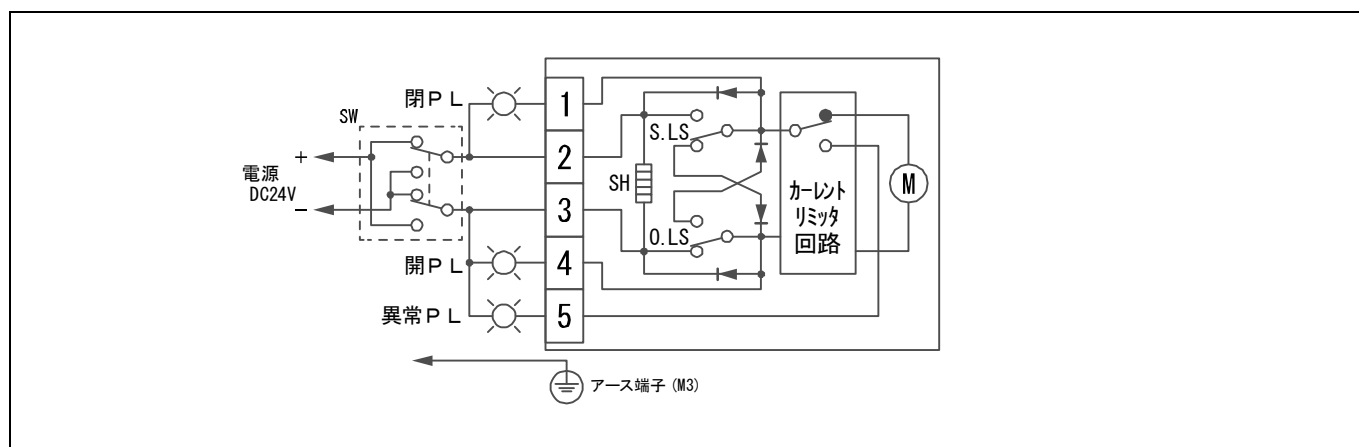 閉ＰＬ
SW
+
電源
DC24V
−
開ＰＬ
異常ＰＬ
1
2
3
4
5
S.LS
SH
O.LS
ｶｰﾚﾝﾄ
ﾘﾐｯﾀ
回路
M
アース端子 (M3)